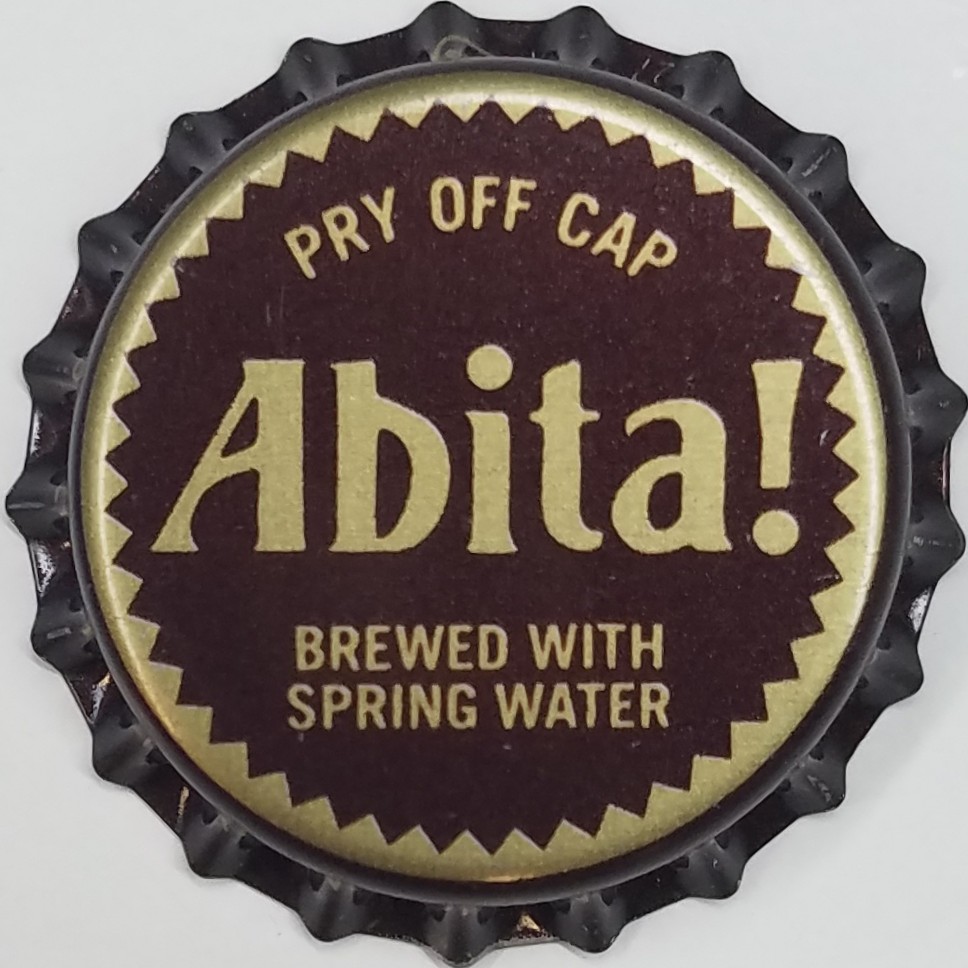 PRY OFF CAP
Abita!
BREWED WITH
SPRING WATER